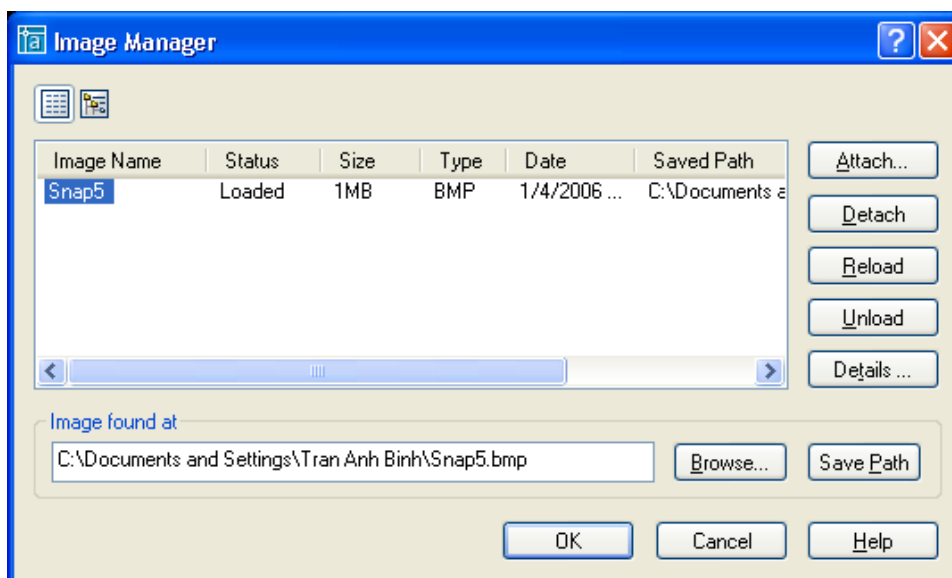 Image Manager
Image Name Status Size Type Date Saved Path
Snap5 Loaded 1MB BMP 1/4/2006 ... C:\Documents a
Attach...
Detach
Reload
Unload
Details ...
Image found at
C:\Documents and Settings\Tran Anh Binh\Snap5.bmp
Browse...
Save Path
OK
Cancel
Help